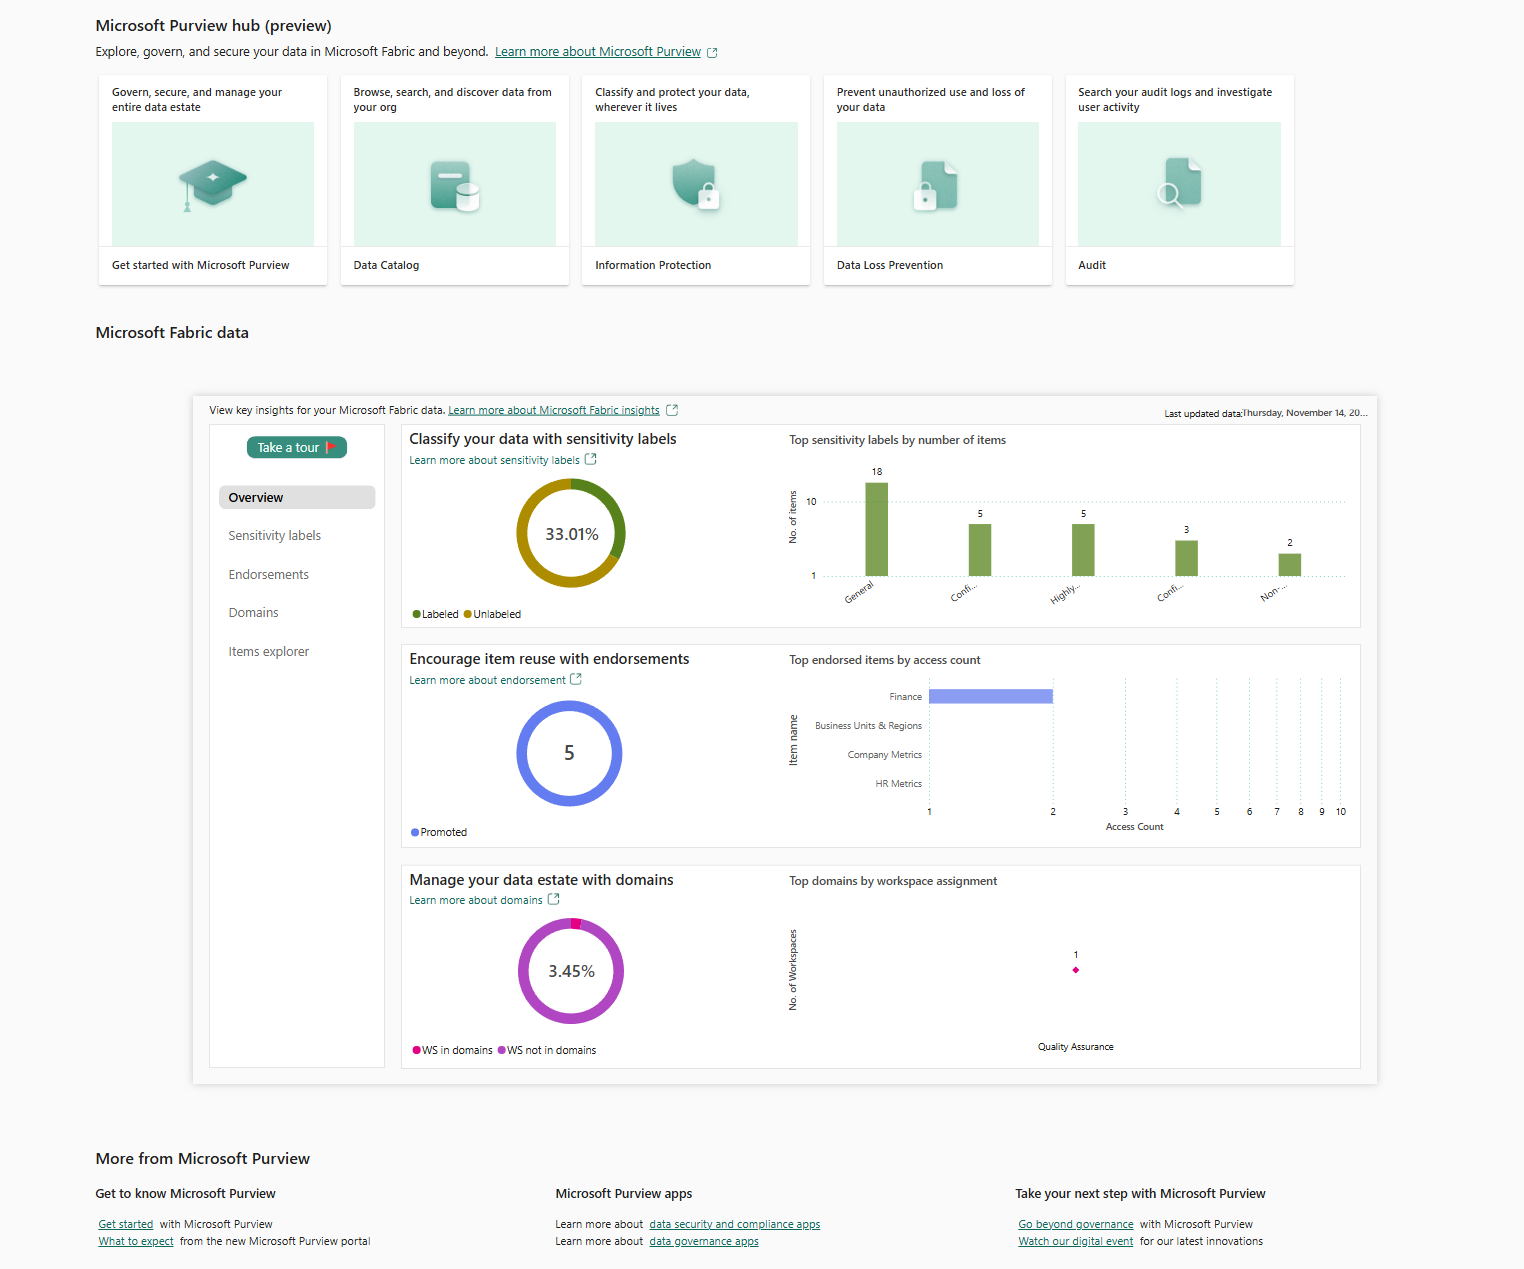 Microsoft Purview hub (preview)
Explore, govern, and secure your data in Microsoft Fabric and beyond. Learn more about Microsoft Purview
Govern, secure, and manage your
entire data estate
Get started with Microsoft Purview
Browse, search, and discover data from
your org
Data Catalog
Classify and protect your data,
wherever it lives
Information Protection
Prevent unauthorized use and loss of
your data
Data Loss Prevention
Search your audit logs and investigate
user activity
Audit
Microsoft Fabric data
View key insights for your Microsoft Fabric data. Learn more about Microsoft Fabric insights
Last updated data:Thursday, November 14, 20...
Take a tour
Overview
Sensitivity labels
Endorsements
Domains
Items explorer
Classify your data with sensitivity labels
Learn more about sensitivity labels
33.01%
Labeled Unlabeled
Top sensitivity labels by number of items
No. of items
10
1
18
5
5
3
2
General
Confi...
Highly...
Confi...
Non-...
Encourage item reuse with endorsements
Learn more about endorsement
5
Promoted
Top endorsed items by access count
Item name
Finance
Business Units & Regions
Company Metrics
HR Metrics
1 2 3 4 5 6 7 8 9 10
Access Count
Manage your data estate with domains
Learn more about domains
3.45%
WS in domains WS not in domains
Top domains by workspace assignment
No. of Workspaces
1
Quality Assurance
More from Microsoft Purview
Get to know Microsoft Purview
Get started with Microsoft Purview
What to expect from the new Microsoft Purview portal
Microsoft Purview apps
Learn more about data security and compliance apps
Learn more about data governance apps
Take your next step with Microsoft Purview
Go beyond governance with Microsoft Purview
Watch our digital event for our latest innovations